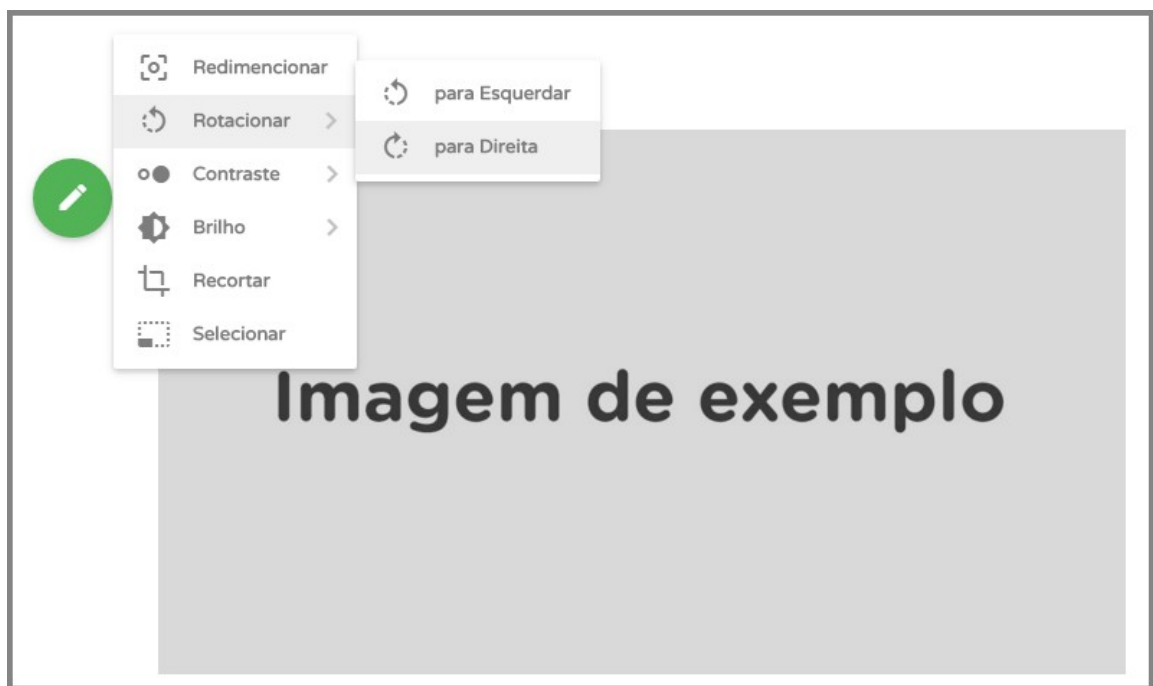 Redimencionar
Rotacionar
Contraste
Brilho
Recortar
Selecionar
para Esquerdar
para Direita
Imagem de exemplo